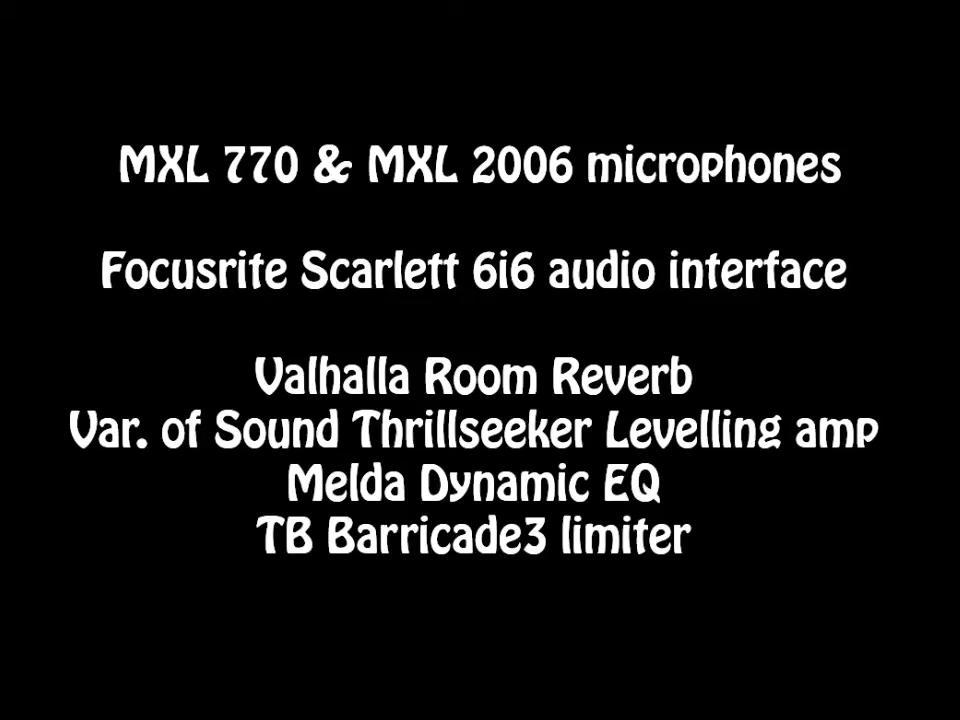 MXL 770 & MXL 2006 microphones
Focusrite Scarlett 6i6 audio interface
Valhalla Room Reverb
Var. of Sound Thrillseeker Levelling amp
Melda Dynamic EQ
TB Barricade3 limiter